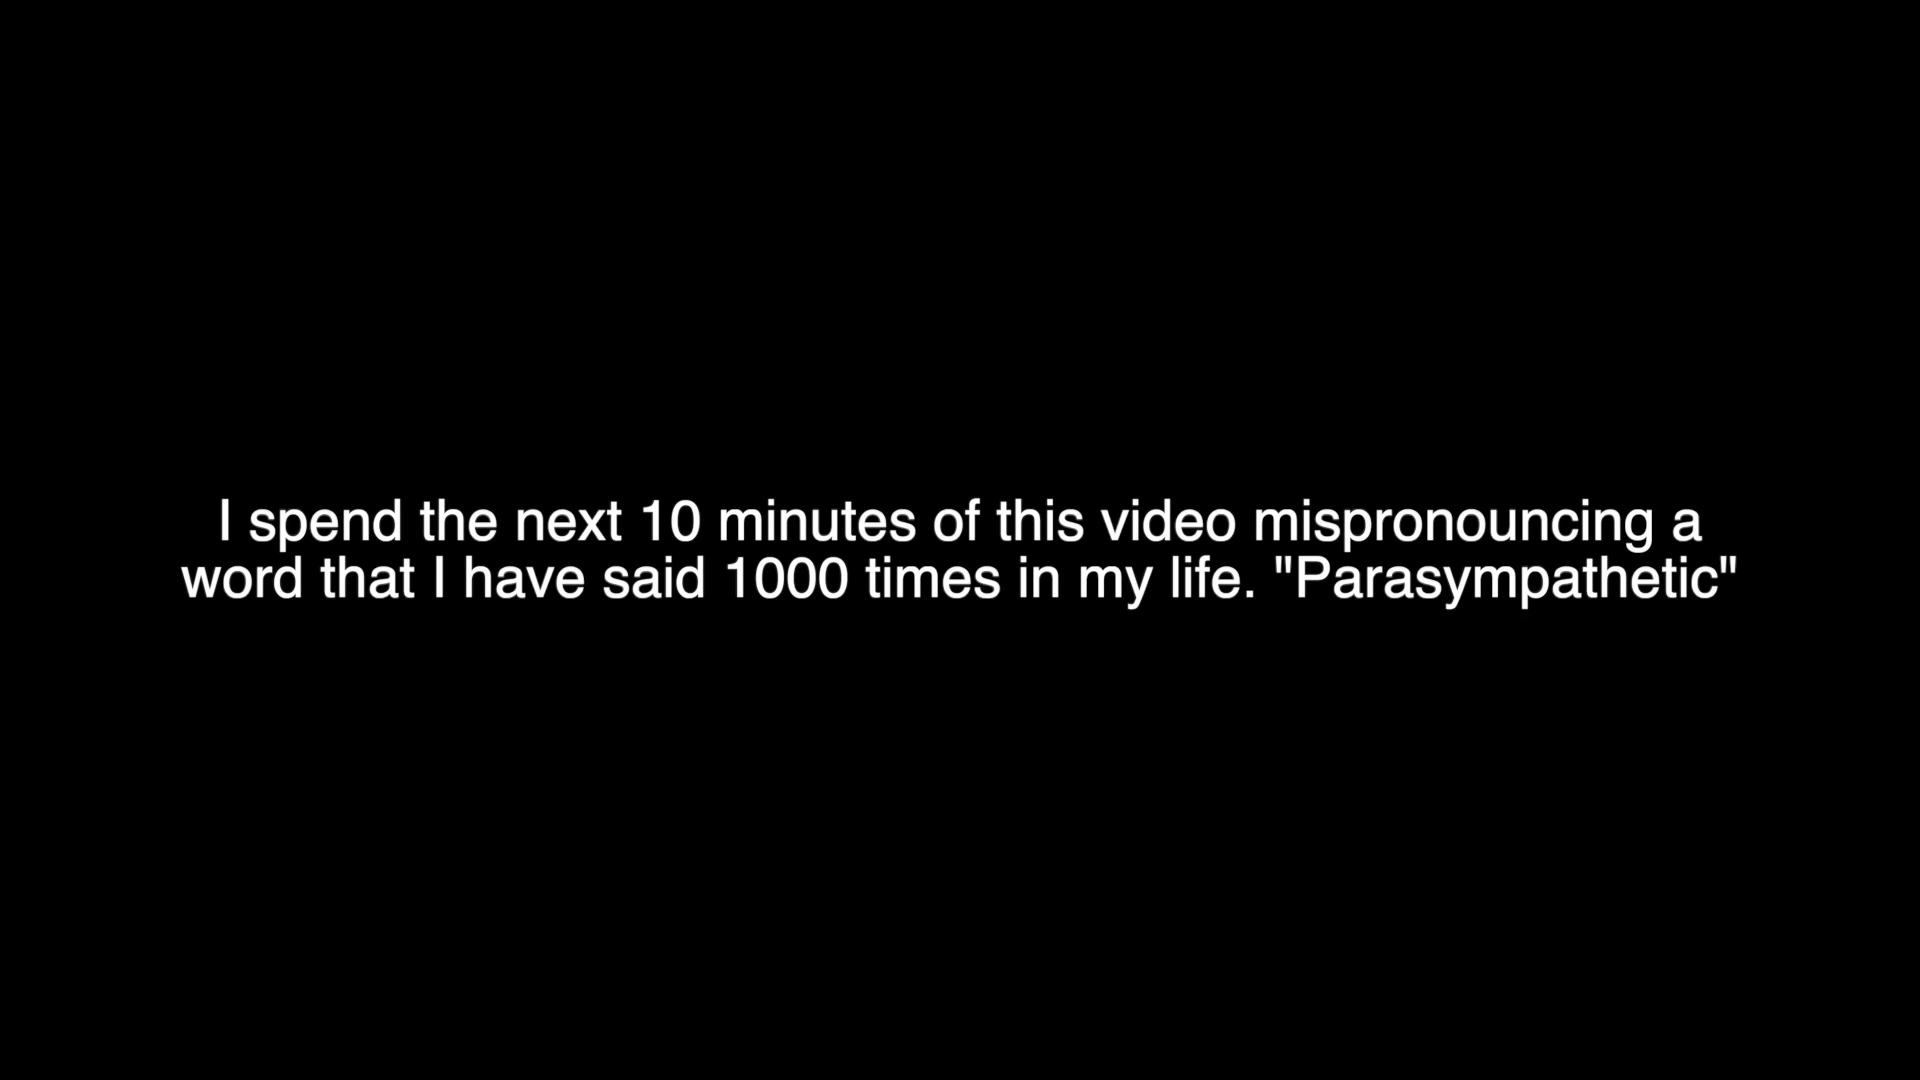 I spend the next 10 minutes of this video mispronouncing a
word that I have said 1000 times in my life. "Parasympathetic"